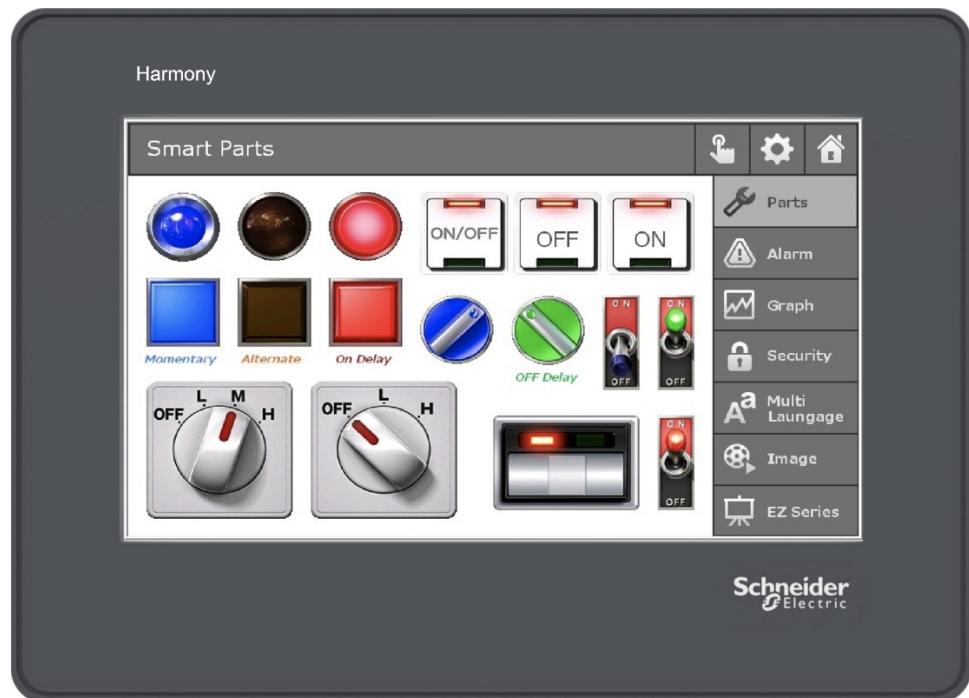 Harmony
Smart Parts
Parts
Alarm
Graph
Security
Multi
Laungage
Image
EZ Series
ON/OFF
OFF
ON
Momentary
Alternate
On Delay
OFF Delay
ON
OFF
ON
OFF
OFF
L
M
H
OFF
L
H
ON
OFF
Schneider
Electric